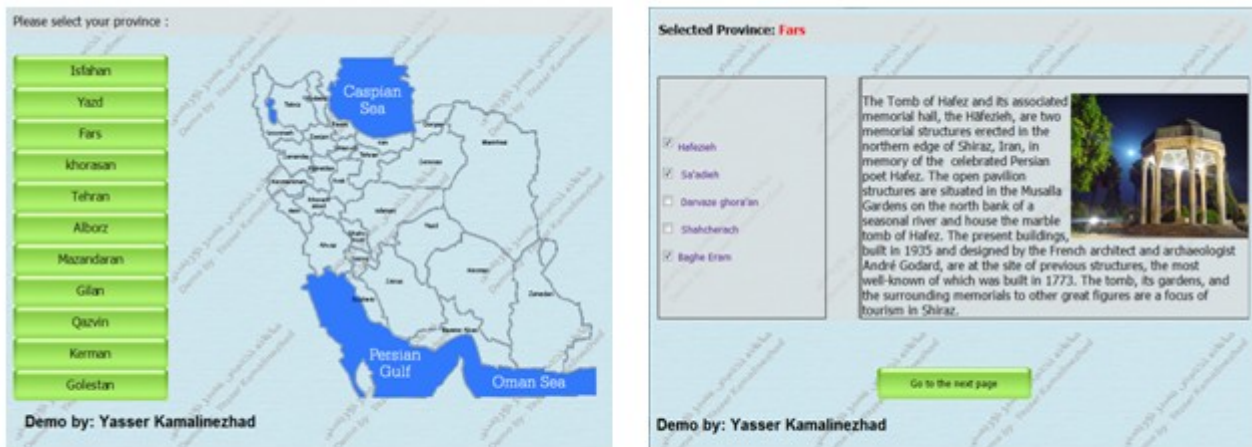 Please select your province :
Isfahan
Yazd
Fars
khorasan
Tehran
Alborz
Mazandaran
Gilan
Qazvin
Kerman
Golestan
Caspian
Sea
Persian
Gulf
Oman Sea
Demo by: Yasser Kamalinezhad
Selected Province: Fars
Hafezieh
Sa'adieh
Darvaze ghora'an
Shahcherach
Baghe Eram
The Tomb of Hafez and its associated
memorial hall, the Hāfezieh, are two
memorial structures erected in the
northern edge of Shiraz, Iran, in
memory of the celebrated Persian
poet Hafez. The open pavilion
structures are situated in the Musalla
Gardens on the north bank of a
seasonal river and house the marble
tomb of Hafez. The present buildings,
built in 1935 and designed by the French architect and archaeologist
André Godard, are at the site of previous structures, the most
well-known of which was built in 1773. The tomb, its gardens, and
the surrounding memorials to other great figures are a focus of
tourism in Shiraz.
Go to the next page
Demo by: Yasser Kamalinezhad